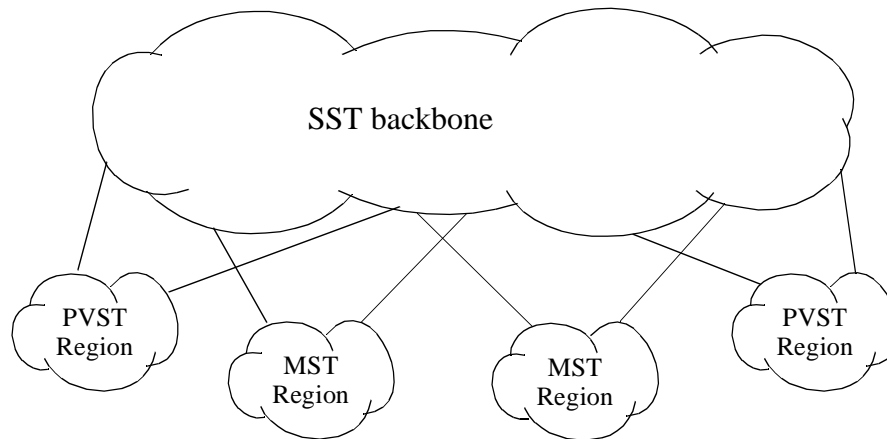 SST backbone
PVST
Region
MST
Region
MST
Region
PVST
Region